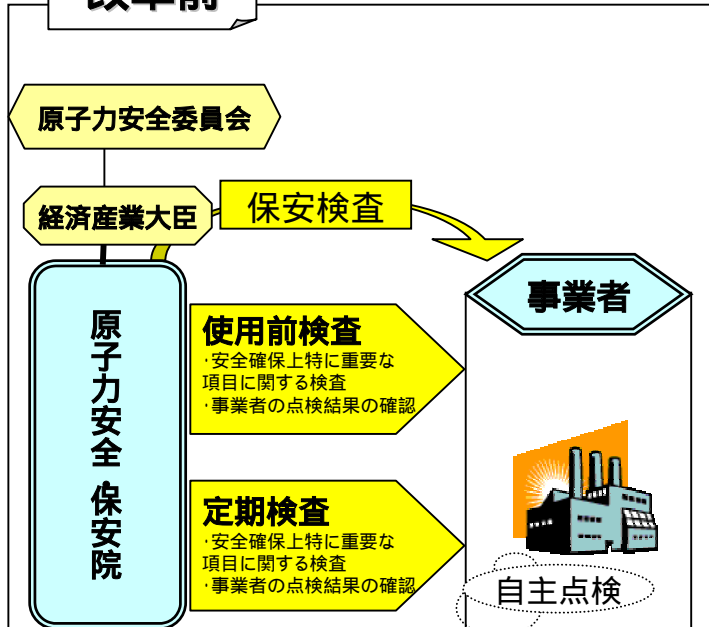 改革前
原子力安全委員会
経済産業大臣
保安検査
事業者
原子力安全・保安院
使用前検査
・安全確保上特に重要な
項目に関する検査
・事業者の点検結果の確認
定期検査
・安全確保上特に重要な
項目に関する検査
・事業者の点検結果の確認
自主点検